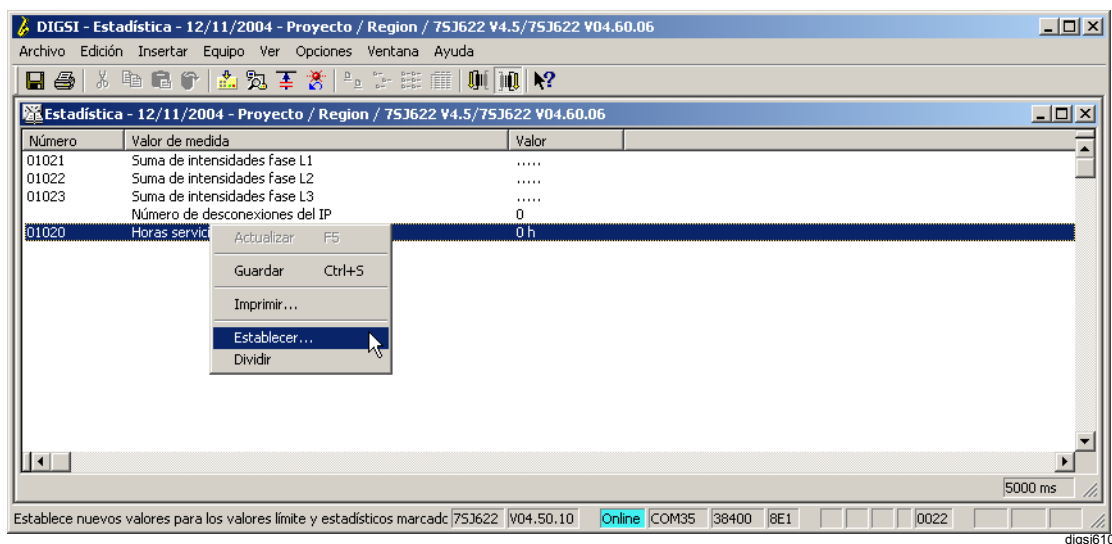 DIGSI - Estadística - 12/11/2004 - Proyecto / Region / 7SJ622 V4.5/7SJ622 V04.60.06
Archivo Edición Insertar Equipo Ver Opciones Ventana Ayuda
Estadística - 12/11/2004 - Proyecto / Region / 7SJ622 V4.5/7SJ622 V04.60.06
Número Valor de medida Valor
01021 Suma de intensidades fase L1 .....
01022 Suma de intensidades fase L2 .....
01023 Suma de intensidades fase L3 .....
Número de desconexiones del IP 0
01020 Horas servici 0 h
Actualizar F5
Guardar Ctrl+S
Imprimir...
Establecer...
Dividir
5000 ms
Establece nuevos valores para los valores límite y estadísticos marcadc 7SJ622 V04.50.10 Online COM35 38400 8E1 0022
digsi610